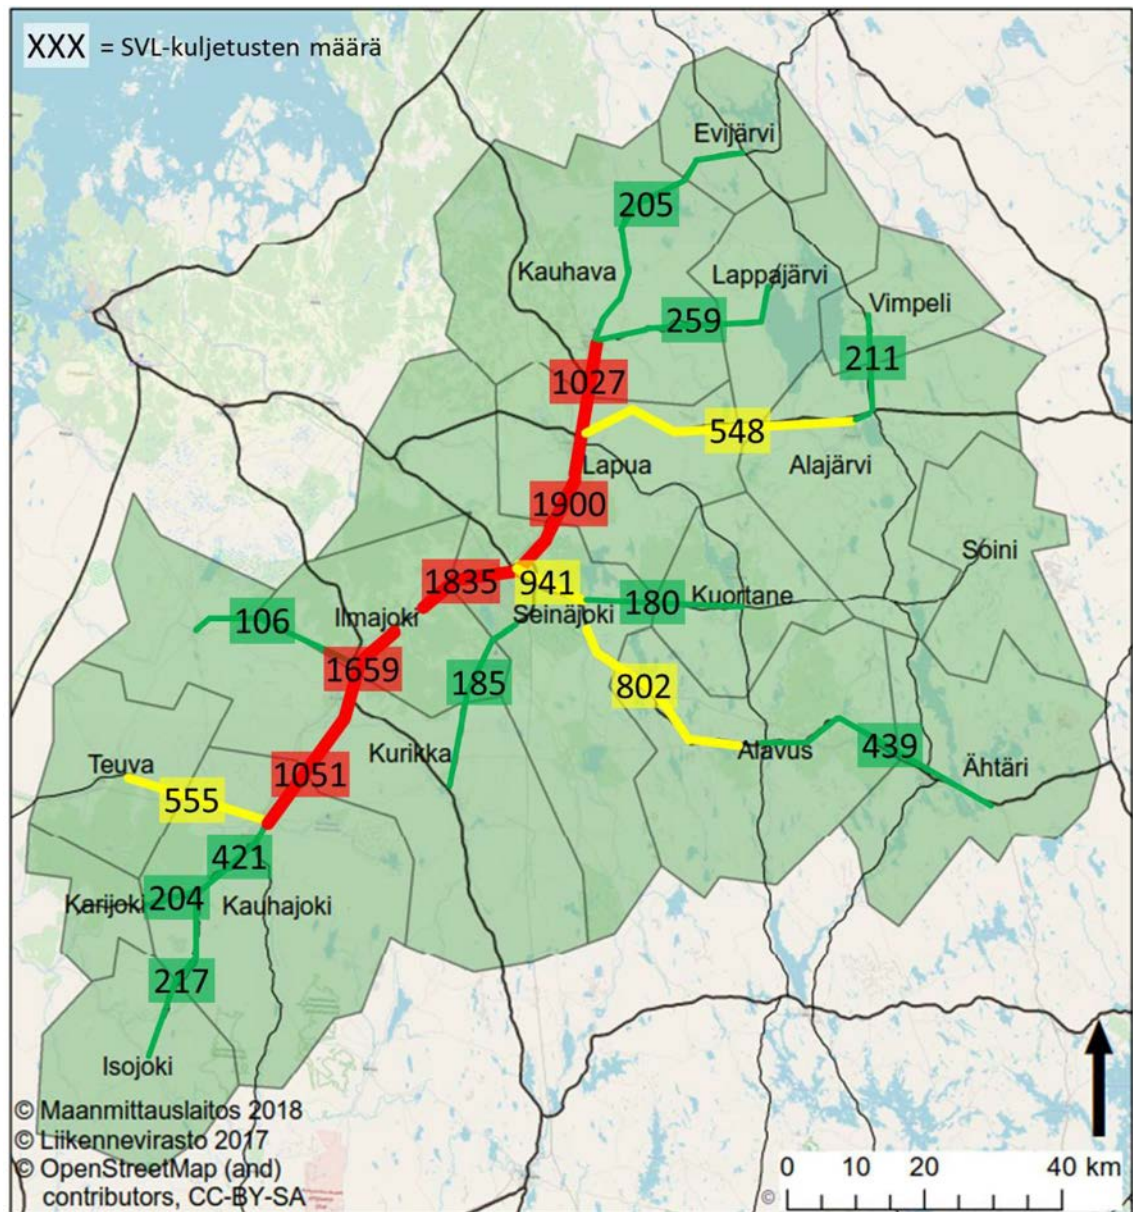 XXX = SVL-kuljetusten määrä
Evijärvi
205
Kauhava
Lappajärvi
259
Vimpeli
1027
211
548
Lapua
Alajärvi
1900
Soini
1835
941
180
Kuortane
106
Ilmajoki
Seinäjoki
1659
185
802
Kurikka
Alavus
439
Teuva
1051
Ähtäri
555
421
Karijoki
204
Kauhajoki
217
Isojoki
© Maanmittauslaitos 2018
© Liikennevirasto 2017
© OpenStreetMap (and)
contributors, CC-BY-SA
0 10 20 40 km
©